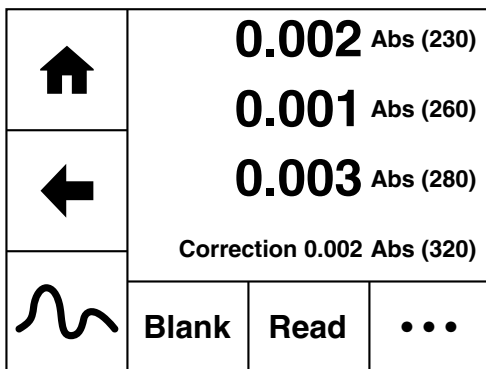 0.002 Abs (230)
0.001 Abs (260)
0.003 Abs (280)
Correction 0.002 Abs (320)
Blank Read •••